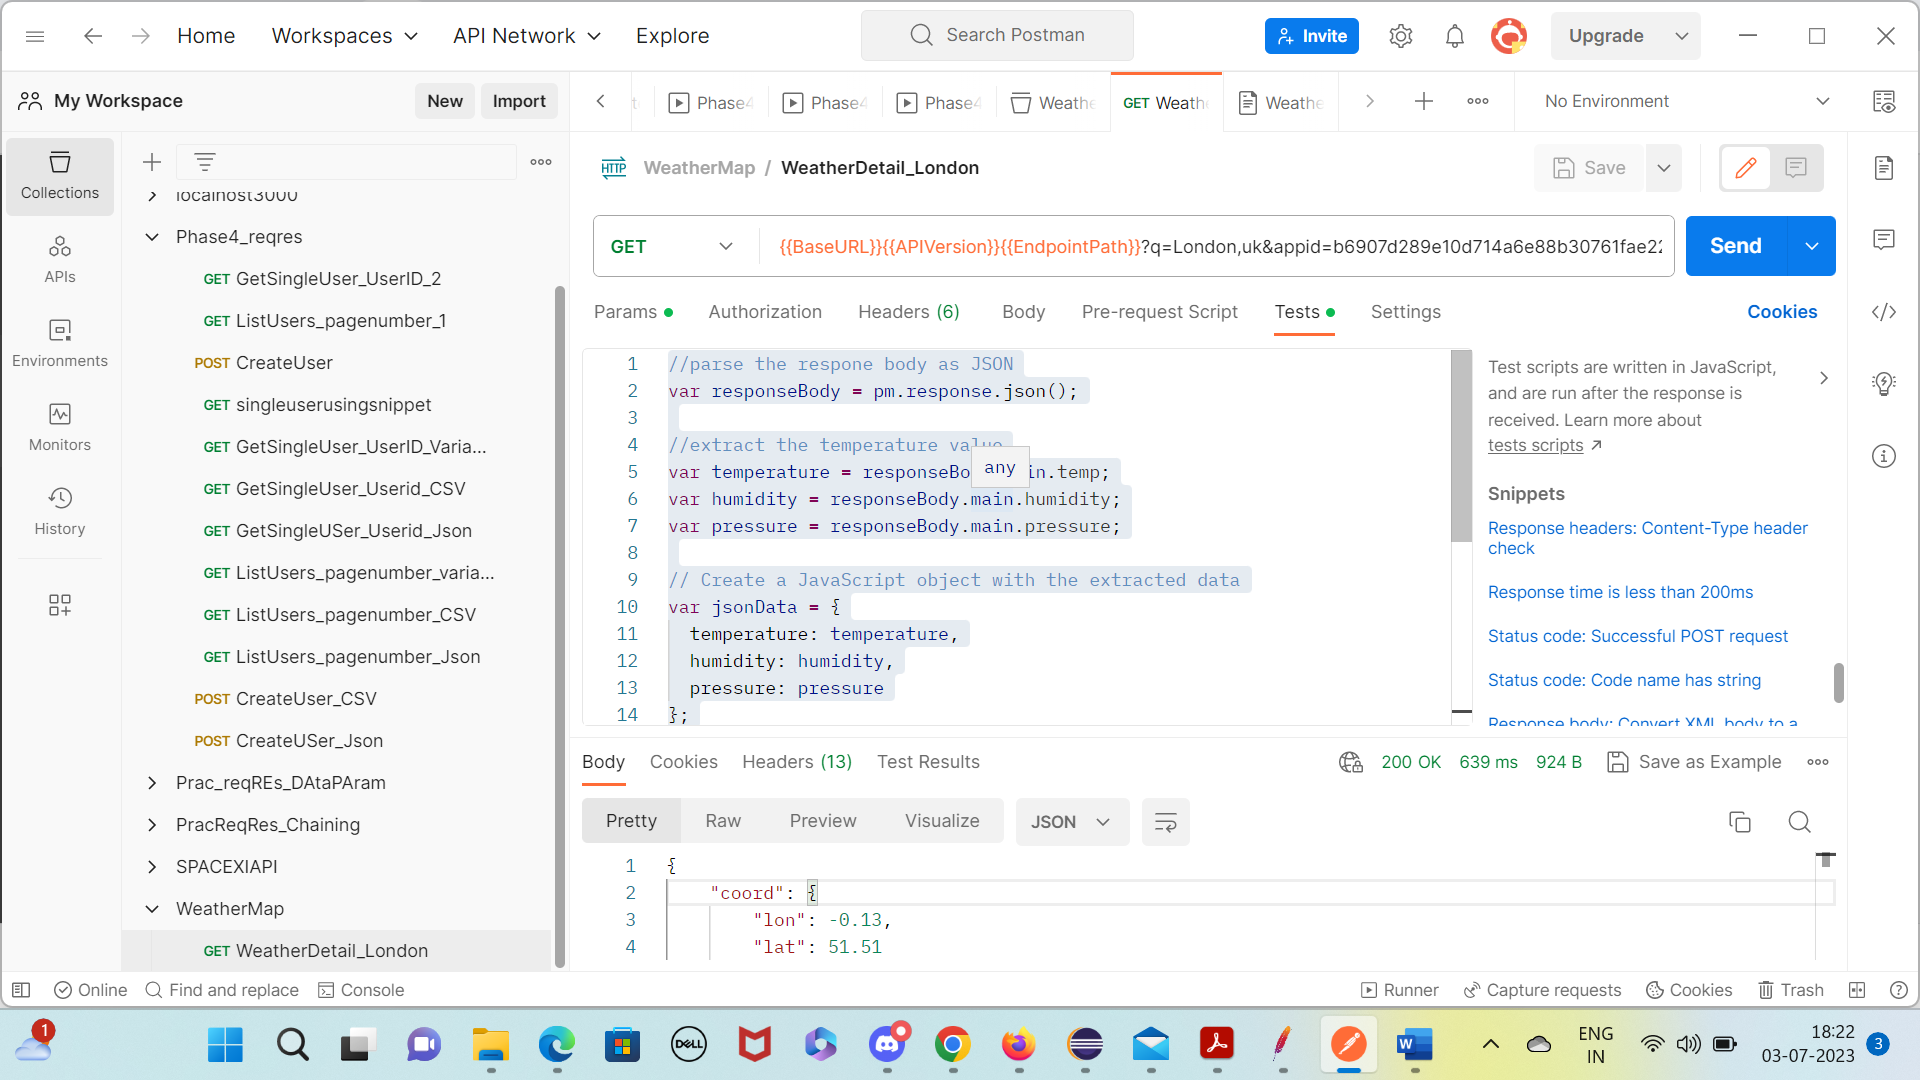 Home
Workspaces
API Network
Explore
Search Postman
Invite
Upgrade
My Workspace
New
Import
Phase4
Phase4
Phase4
Weathe
GET Weath
Weathe
No Environment
Collections
APIs
Environments
Monitors
History
localhost3000
Phase4_reqres
GET GetSingleUser_UserID_2
GET ListUsers_pagenumber_1
POST CreateUser
GET singleuserusingsnippet
GET GetSingleUser_UserID_Varia...
GET GetSingleUser_Userid_CSV
GET GetSingleUSer_Userid_Json
GET ListUsers_pagenumber_varia...
GET ListUsers_pagenumber_CSV
GET ListUsers_pagenumber_Json
POST CreateUser_CSV
POST CreateUSer_Json
Prac_reqREs_DAtaPAram
PracReqRes_Chaining
SPACEXIAPI
WeatherMap
GET WeatherDetail_London
HTTP WeatherMap / WeatherDetail_London
Save
GET
{{BaseURL}}{{APIVersion}}{{EndpointPath}}?q=London,uk&appid=b6907d289e10d714a6e88b30761fae22
Send
Params
Authorization
Headers (6)
Body
Pre-request Script
Tests
Settings
Cookies
1 //parse the respone body as JSON
2 var responseBody = pm.response.json();
3
4 //extract the temperature value
any
5 var temperature = responseBo in.temp;
6 var humidity = responseBody.main.humidity;
7 var pressure = responseBody.main.pressure;
8
9 // Create a JavaScript object with the extracted data
10 var jsonData = {
11 temperature: temperature,
12 humidity: humidity,
13 pressure: pressure
14 };
Test scripts are written in JavaScript,
and are run after the response is
received. Learn more about
tests scripts
Snippets
Response headers: Content-Type header
check
Response time is less than 200ms
Status code: Successful POST request
Status code: Code name has string
Response body: Convert XML body to a
Body
Cookies
Headers (13)
Test Results
200 OK 639 ms 924 B
Save as Example
Pretty
Raw
Preview
Visualize
JSON
1 {
2 "coord": {
3 "lon": -0.13,
4 "lat": 51.51
Online
Find and replace
Console
Runner
Capture requests
Cookies
Trash
1
DELL
W
ENG
IN
18:22
03-07-2023
3